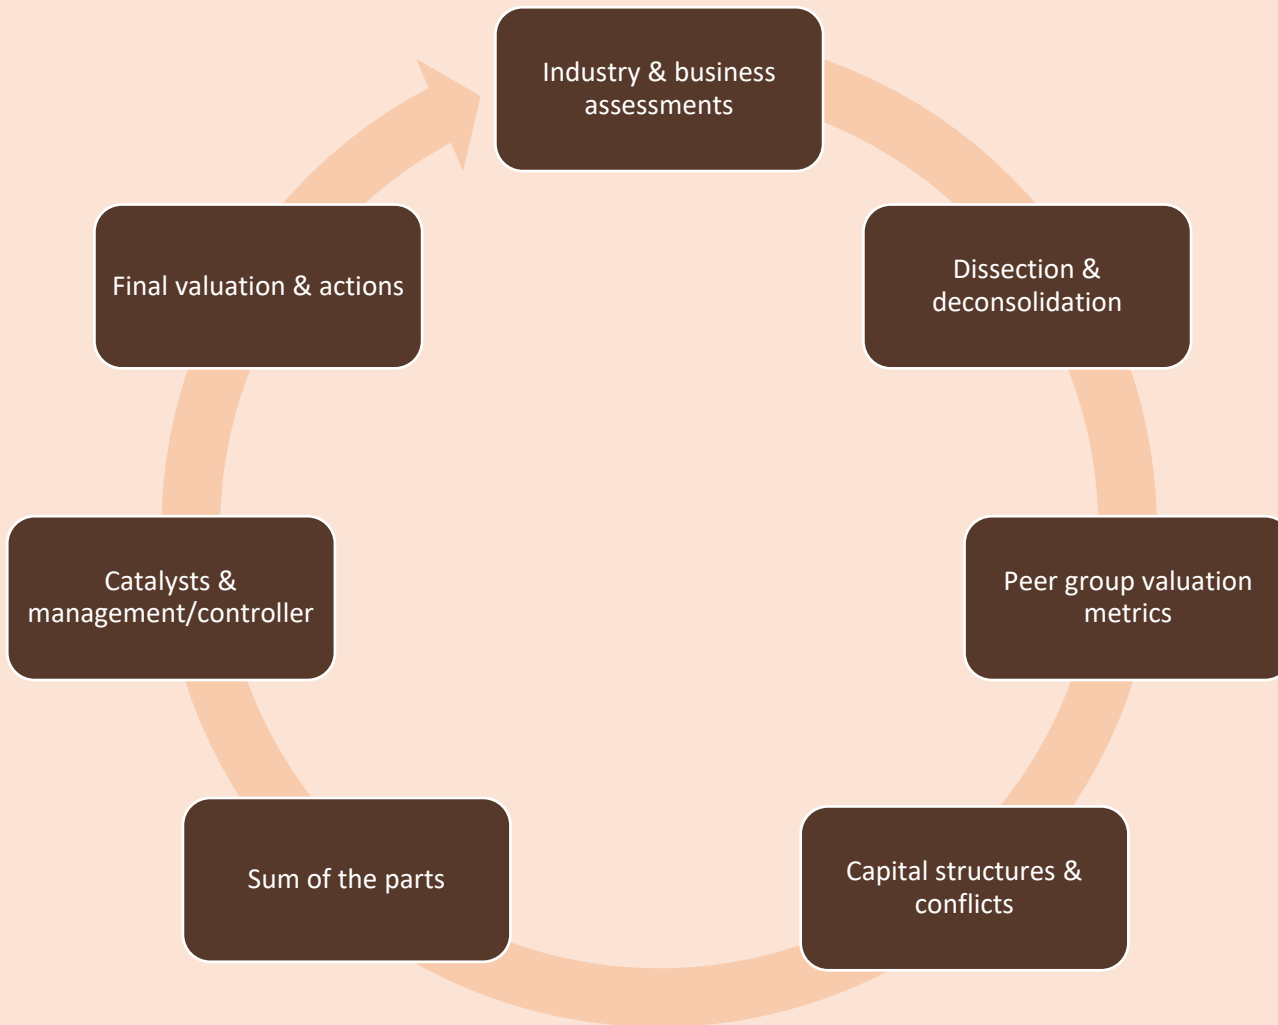 Industry & business
assessments
Dissection &
deconsolidation
Peer group valuation
metrics
Capital structures &
conflicts
Sum of the parts
Catalysts &
management/controller
Final valuation & actions